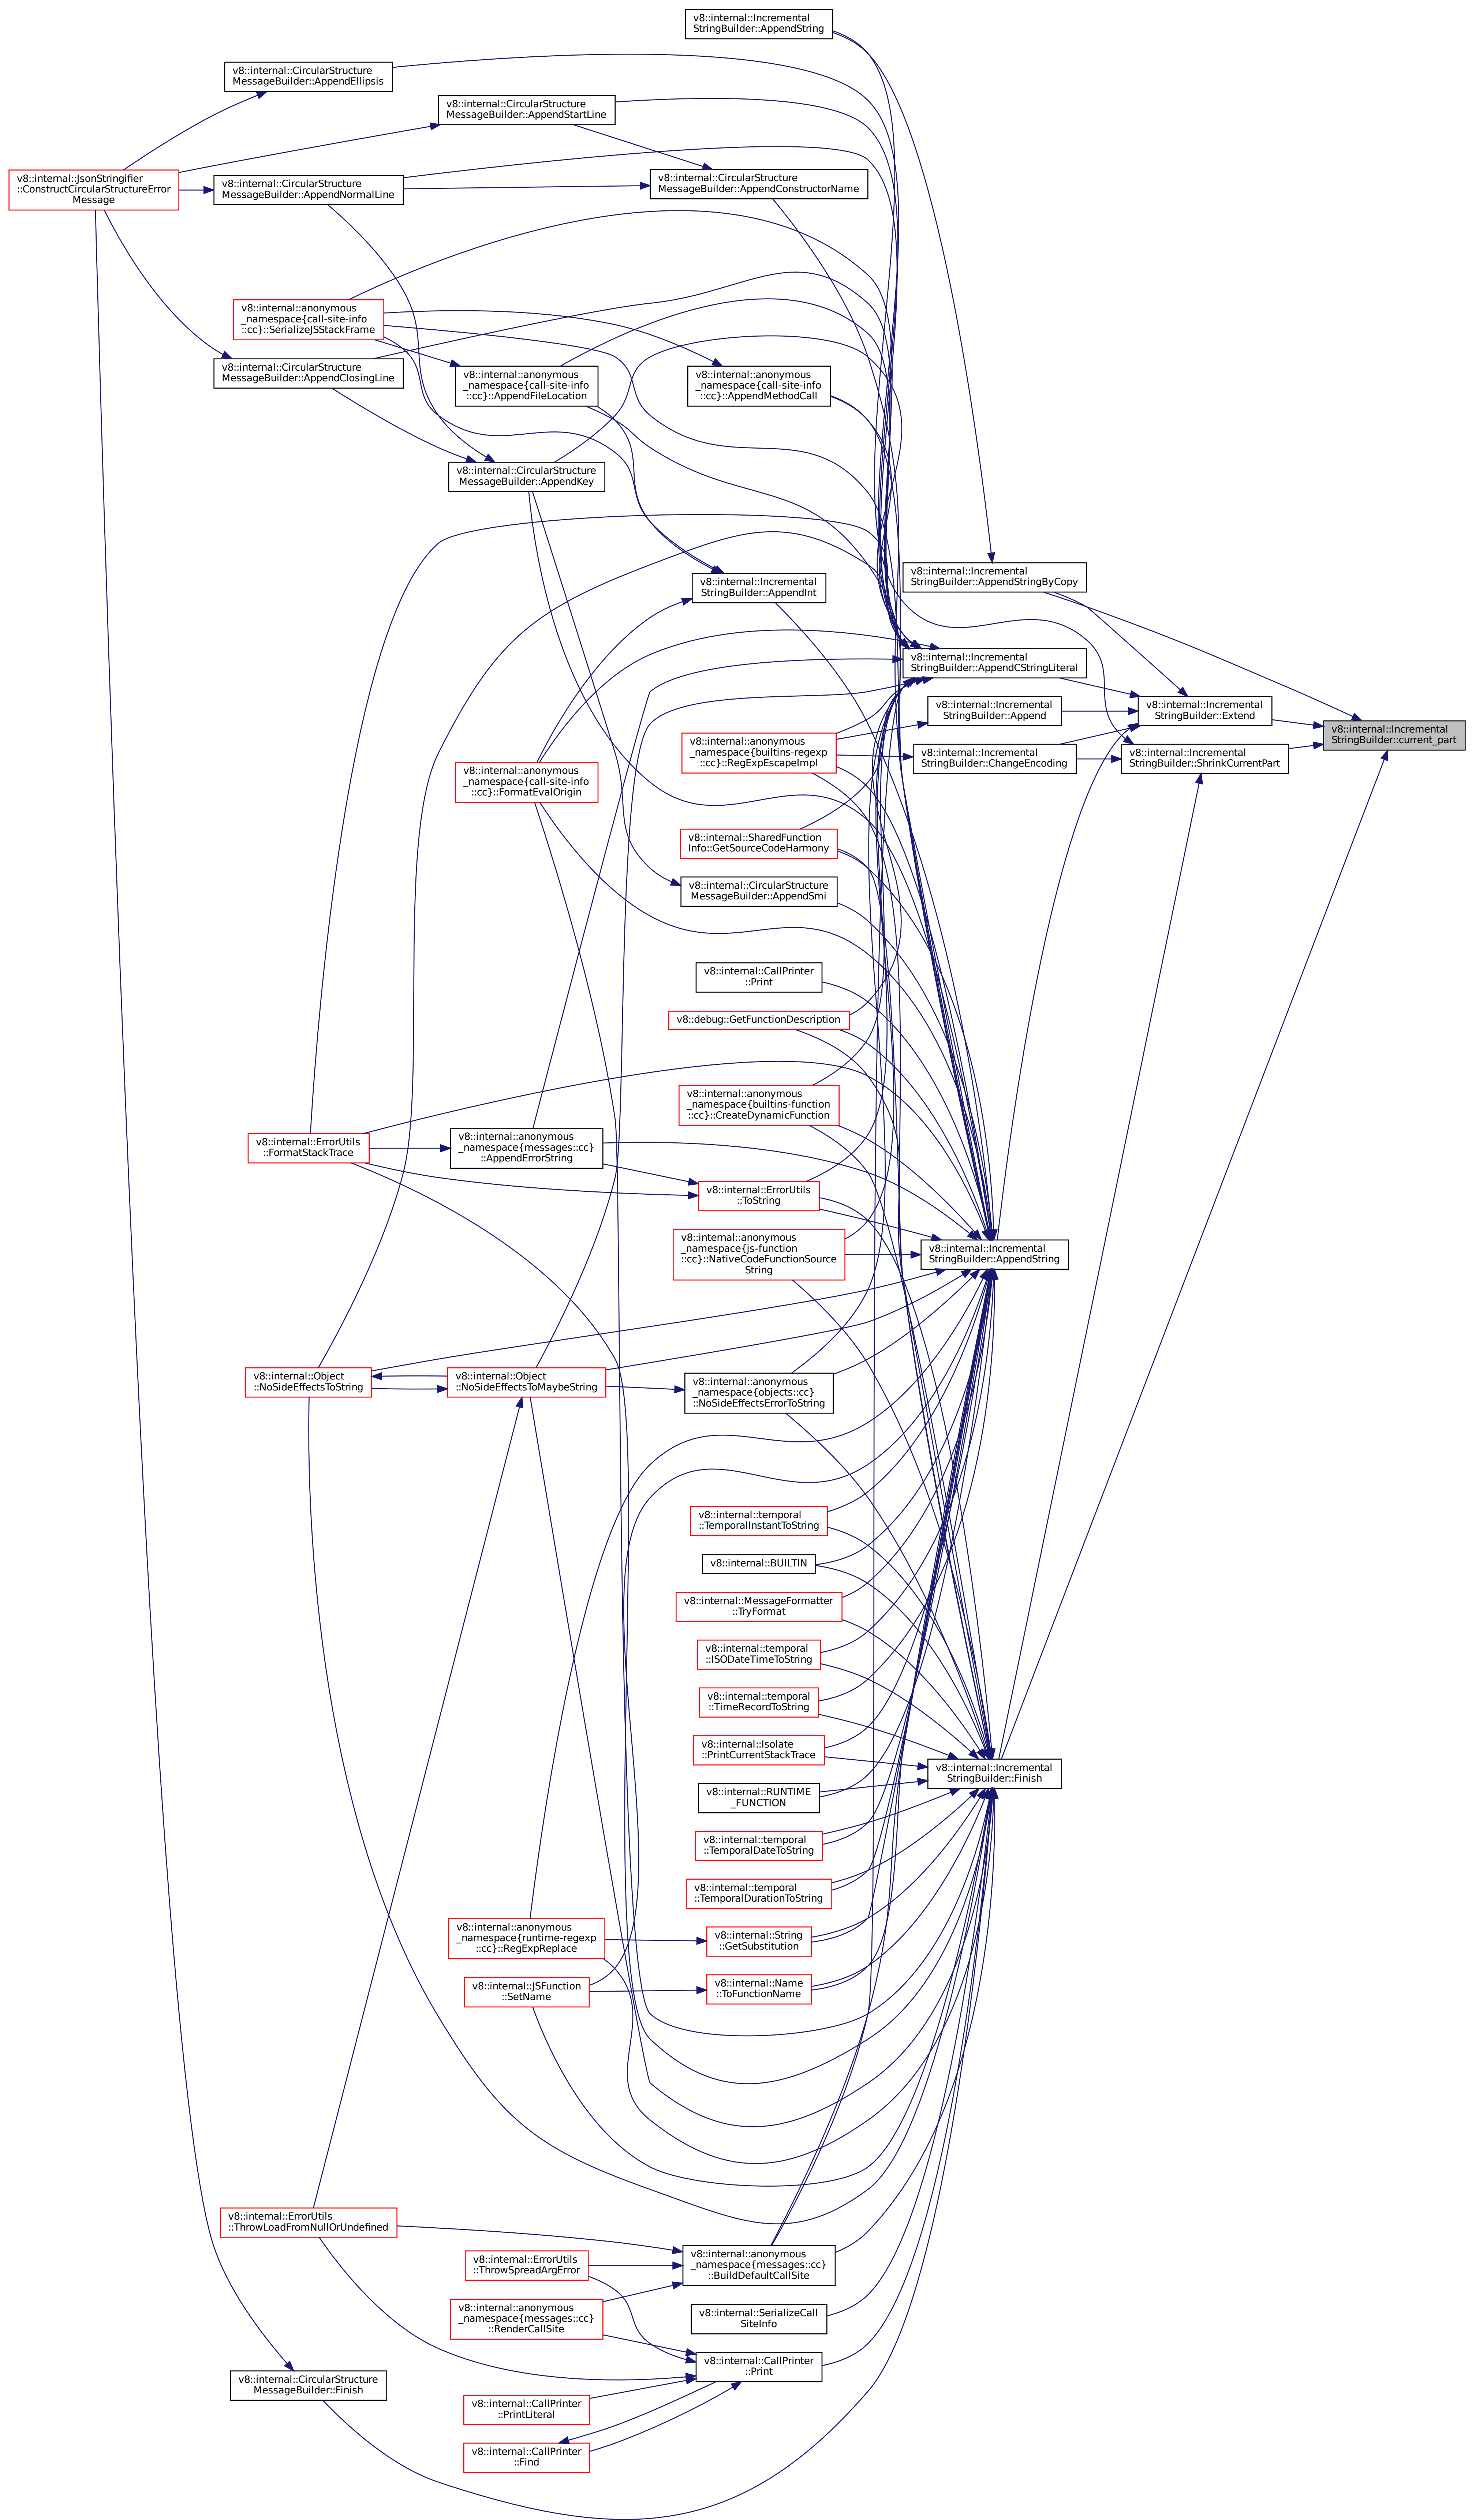 v8::internal::Incremental
StringBuilder::AppendString
v8::internal::CircularStructure
MessageBuilder::AppendEllipsis
v8::internal::CircularStructure
MessageBuilder::AppendStartLine
v8::internal::JsonStringifier
::ConstructCircularStructureError
Message
v8::internal::CircularStructure
MessageBuilder::AppendNormalLine
v8::internal::CircularStructure
MessageBuilder::AppendConstructorName
v8::internal::anonymous
_namespace{call-site-info
::cc}::SerializeJSStackFrame
v8::internal::CircularStructure
MessageBuilder::AppendClosingLine
v8::internal::anonymous
_namespace{call-site-info
::cc}::AppendFileLocation
v8::internal::anonymous
_namespace{call-site-info
::cc}::AppendMethodCall
v8::internal::CircularStructure
MessageBuilder::AppendKey
v8::internal::Incremental
StringBuilder::AppendInt
v8::internal::Incremental
StringBuilder::AppendStringByCopy
v8::internal::Incremental
StringBuilder::AppendCStringLiteral
v8::internal::Incremental
StringBuilder::Append
v8::internal::Incremental
StringBuilder::Extend
v8::internal::Incremental
StringBuilder::current_part
v8::internal::anonymous
_namespace{builtins-regexp
::cc}::RegExpEscapeImpl
v8::internal::Incremental
StringBuilder::ChangeEncoding
v8::internal::Incremental
StringBuilder::ShrinkCurrentPart
v8::internal::anonymous
_namespace{call-site-info
::cc}::FormatEvalOrigin
v8::internal::SharedFunction
Info::GetSourceCodeHarmony
v8::internal::CircularStructure
MessageBuilder::AppendSmi
v8::internal::CallPrinter
::Print
v8::debug::GetFunctionDescription
v8::internal::anonymous
_namespace{builtins-function
::cc}::CreateDynamicFunction
v8::internal::ErrorUtils
::FormatStackTrace
v8::internal::anonymous
_namespace{messages::cc}
::AppendErrorString
v8::internal::ErrorUtils
::ToString
v8::internal::anonymous
_namespace{js-function
::cc}::NativeCodeFunctionSource
String
v8::internal::Incremental
StringBuilder::AppendString
v8::internal::Object
::NoSideEffectsToString
v8::internal::Object
::NoSideEffectsToMaybeString
v8::internal::anonymous
_namespace{objects::cc}
::NoSideEffectsErrorToString
v8::internal::temporal
::TemporalInstantToString
v8::internal::BUILTIN
v8::internal::MessageFormatter
::TryFormat
v8::internal::temporal
::ISODateTimeToString
v8::internal::temporal
::TimeRecordToString
v8::internal::Isolate
::PrintCurrentStackTrace
v8::internal::Incremental
StringBuilder::Finish
v8::internal::RUNTIME
_FUNCTION
v8::internal::temporal
::TemporalDateToString
v8::internal::temporal
::TemporalDurationToString
v8::internal::anonymous
_namespace{runtime-regexp
::cc}::RegExpReplace
v8::internal::String
::GetSubstitution
v8::internal::JSFunction
::SetName
v8::internal::Name
::ToFunctionName
v8::internal::ErrorUtils
::ThrowLoadFromNullOrUndefined
v8::internal::ErrorUtils
::ThrowSpreadArgError
v8::internal::anonymous
_namespace{messages::cc}
::BuildDefaultCallSite
v8::internal::anonymous
_namespace{messages::cc}
::RenderCallSite
v8::internal::SerializeCall
SiteInfo
v8::internal::CircularStructure
MessageBuilder::Finish
v8::internal::CallPrinter
::Print
v8::internal::CallPrinter
::PrintLiteral
v8::internal::CallPrinter
::Find